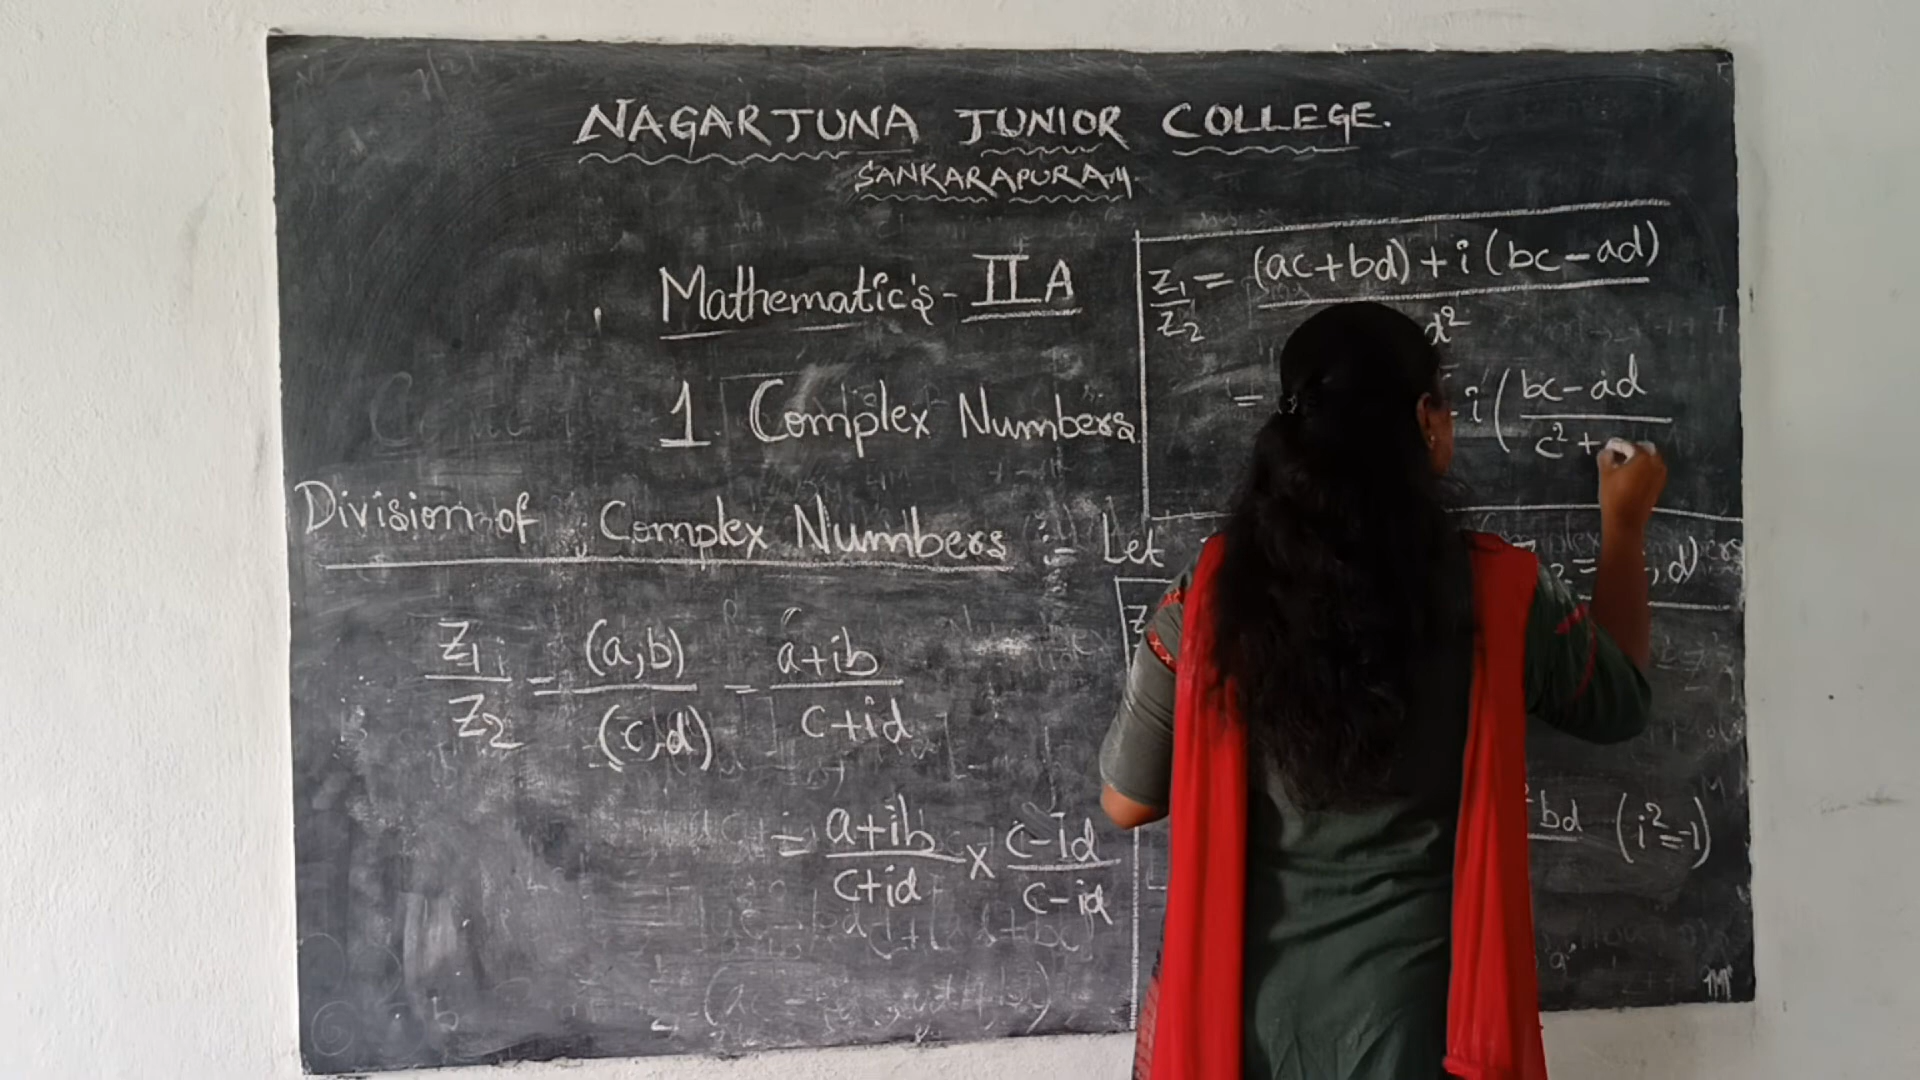 NAGARJUNA JUNIOR COLLEGE.
SANKARAPURAM
Mathematic's - II A
1. Complex Numbers
Division of Complex Numbers :- Let
, d)
Z₁/Z₂ = (a,b)/(c,d) = a+ib/c+id
= a+ib/c+id × c-id/c-id
Z₁/Z₂ = (ac+bd)+i(bc-ad)
d²
= i(bc-ad/c²+
bd (i²=-1)